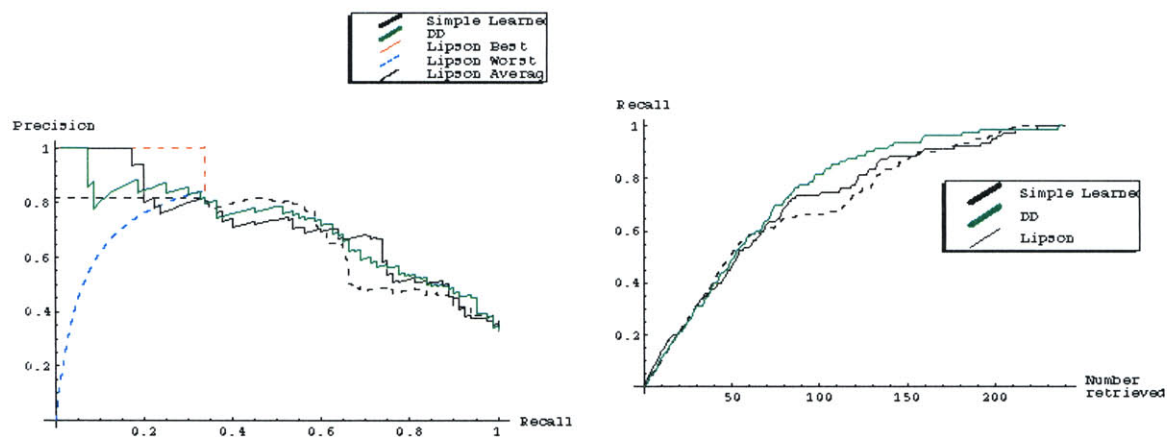 Simple Learned
DD
Lipson Best
Lipson Worst
Lipson Averag
Precision
1
0.8
0.6
0.4
0.2
0.2
0.4
0.6
0.8
1
Recall
Recall
1
0.8
0.6
0.4
0.2
Simple Learned
DD
Lipson
50
100
150
200
Number
retrieved